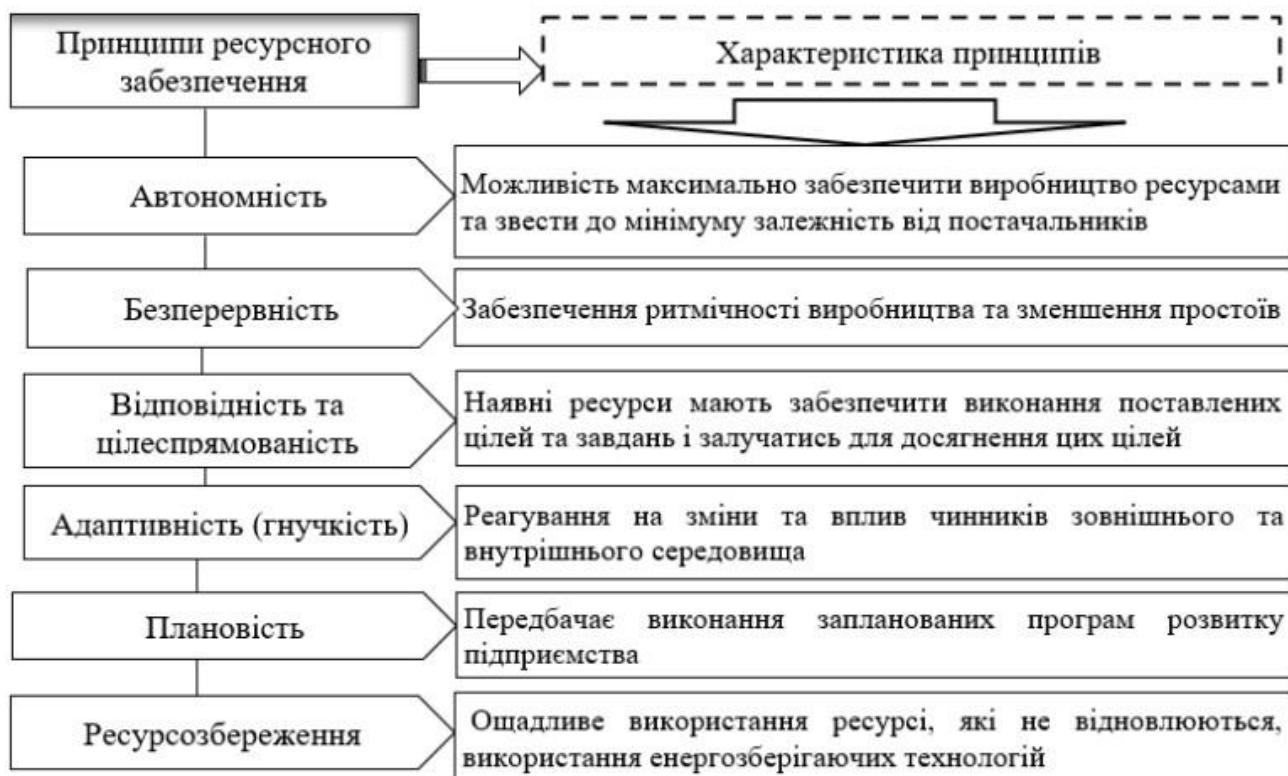 Принципи ресурсного
забезпечення
Характеристика принципів
Автономність
Можливість максимально забезпечити виробництво ресурсами
та звести до мінімуму залежність від постачальників
Безперервність
Забезпечення ритмічності виробництва та зменшення простоїв
Відповідність та
цілеспрямованість
Наявні ресурси мають забезпечити виконання поставлених
цілей та завдань і залучатись для досягнення цих цілей
Адаптивність (гнучкість)
Реагування на зміни та вплив чинників зовнішнього та
внутрішнього середовища
Плановість
Передбачає виконання запланованих програм розвитку
підприємства
Ресурсозбереження
Ощадливе використання ресурсі, які не відновлюються,
використання енергозберігаючих технологій